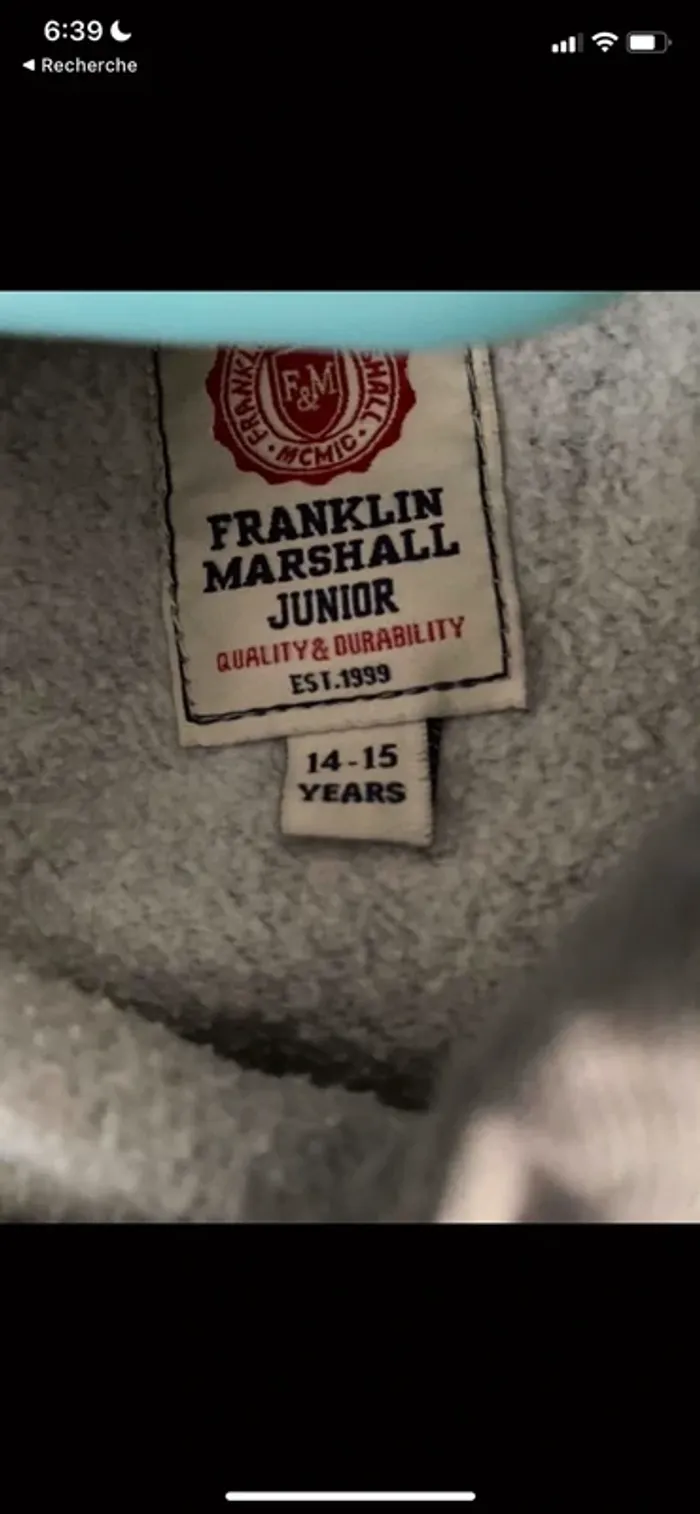 6:39
◀ Recherche
F&M
MCMIC
FRANKLIN
MARSHALL
JUNIOR
QUALITY & DURABILITY
EST.1999
14-15
YEARS